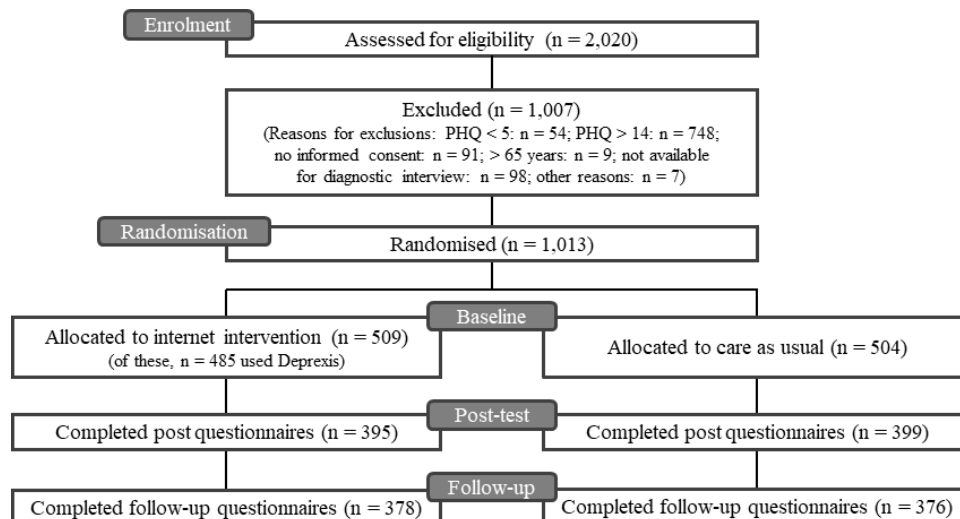 Enrolment
Assessed for eligibility (n = 2,020)
Excluded (n = 1,007)
(Reasons for exclusions: PHQ < 5: n = 54; PHQ > 14: n = 748;
no informed consent: n = 91; > 65 years: n = 9; not available
for diagnostic interview: n = 98; other reasons: n = 7)
Randomisation
Randomised (n = 1,013)
Baseline
Allocated to internet intervention (n = 509)
(of these, n = 485 used Deprexis)
Allocated to care as usual (n = 504)
Post-test
Completed post questionnaires (n = 395)
Completed post questionnaires (n = 399)
Follow-up
Completed follow-up questionnaires (n = 378)
Completed follow-up questionnaires (n = 376)